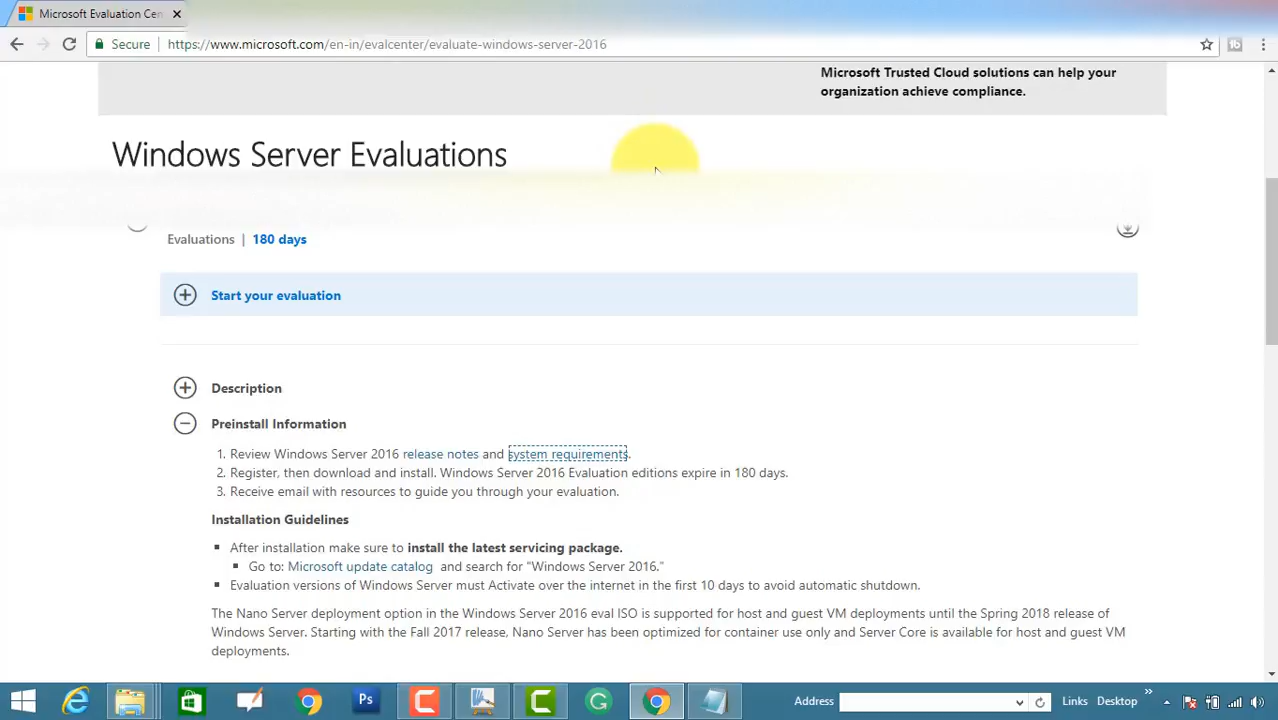 Microsoft Evaluation Cen
Secure
https://www.microsoft.com/en-in/evalcenter/evaluate-windows-server-2016
Microsoft Trusted Cloud solutions can help your
organization achieve compliance.
Windows Server Evaluations
Evaluations | 180 days
Start your evaluation
Description
Preinstall Information
1. Review Windows Server 2016 release notes and system requirements.
2. Register, then download and install. Windows Server 2016 Evaluation editions expire in 180 days.
3. Receive email with resources to guide you through your evaluation.
Installation Guidelines
After installation make sure to install the latest servicing package.
Go to: Microsoft update catalog and search for "Windows Server 2016."
Evaluation versions of Windows Server must Activate over the internet in the first 10 days to avoid automatic shutdown.
The Nano Server deployment option in the Windows Server 2016 eval ISO is supported for host and guest VM deployments until the Spring 2018 release of
Windows Server. Starting with the Fall 2017 release, Nano Server has been optimized for container use only and Server Core is available for host and guest VM
deployments.
Ps
Address
Links
Desktop